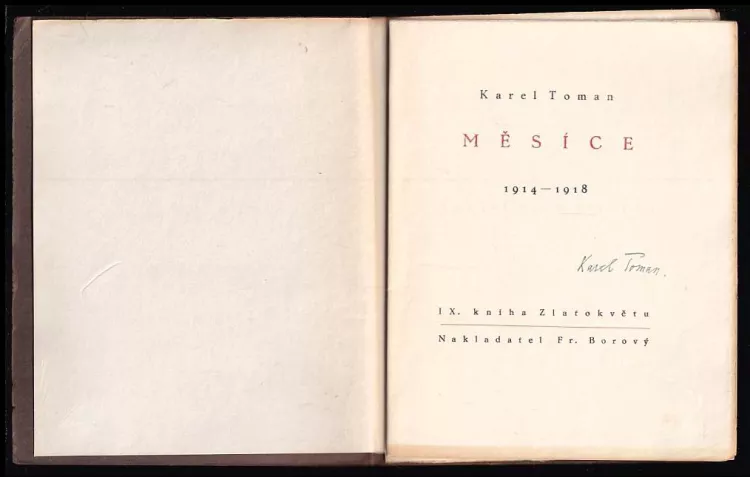 Karel Toman
MĚSÍCE
1914—1918
Karel Toman.
IX. kniha Zlatokvětu
Nakladatel Fr. Borový